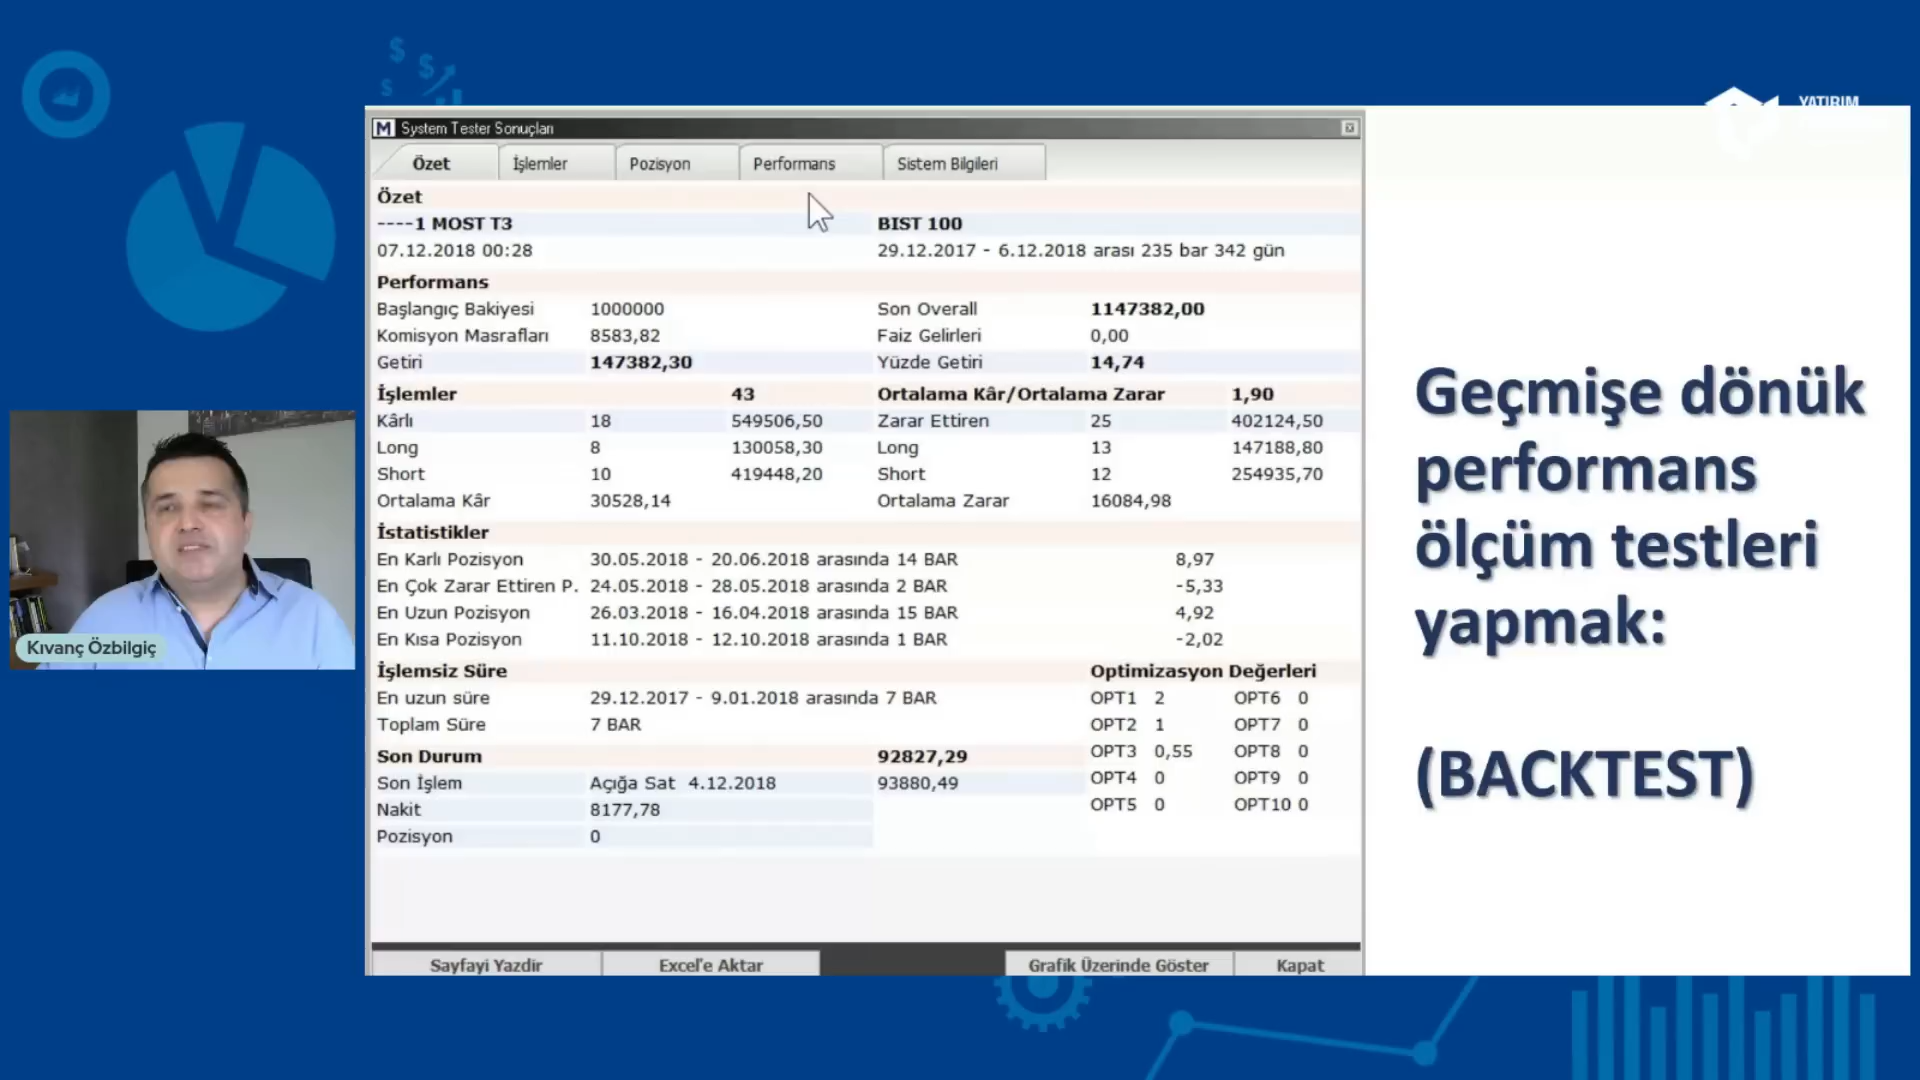 YATIRIM
System Tester Sonuçları
Özet İşlemler Pozisyon Performans Sistem Bilgileri
Özet
----1 MOST T3 BIST 100
07.12.2018 00:28 29.12.2017 - 6.12.2018 arası 235 bar 342 gün
Performans
Başlangıç Bakiyesi 1000000 Son Overall 1147382,00
Komisyon Masrafları 8583,82 Faiz Gelirleri 0,00
Getiri 147382,30 Yüzde Getiri 14,74
İşlemler 43 Ortalama Kâr/Ortalama Zarar 1,90
Kârlı 18 549506,50 Zarar Ettiren 25 402124,50
Long 8 130058,30 Long 13 147188,80
Short 10 419448,20 Short 12 254935,70
Ortalama Kâr 30528,14 Ortalama Zarar 16084,98
İstatistikler
En Karlı Pozisyon 30.05.2018 - 20.06.2018 arasında 14 BAR 8,97
En Çok Zarar Ettiren P. 24.05.2018 - 28.05.2018 arasında 2 BAR -5,33
En Uzun Pozisyon 26.03.2018 - 16.04.2018 arasında 15 BAR 4,92
En Kısa Pozisyon 11.10.2018 - 12.10.2018 arasında 1 BAR -2,02
İşlemsiz Süre Optimizasyon Değerleri
En uzun süre 29.12.2017 - 9.01.2018 arasında 7 BAR OPT1 2 OPT6 0
Toplam Süre 7 BAR OPT2 1 OPT7 0
Son Durum 92827,29 OPT3 0,55 OPT8 0
Son İşlem Açığa Sat 4.12.2018 93880,49 OPT4 0 OPT9 0
Nakit 8177,78 OPT5 0 OPT10 0
Pozisyon 0
Sayfayi Yazdir Excel'e Aktar Grafik Üzerinde Göster Kapat
Geçmişe dönük
performans
ölçüm testleri
yapmak:
(BACKTEST)
Kıvanç Özbilgiç